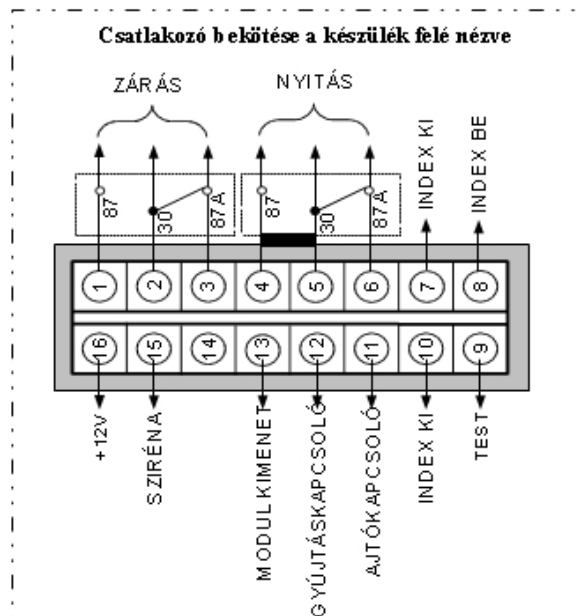 Csatlakozó bekötése a készülék felé nézve
ZÁRÁS
NYITÁS
INDEX KI
INDEX BE
87
30
87A
87
30
87A
1
2
3
4
5
6
7
8
16
15
14
13
12
11
10
9
+12V
SZIRÉNA
MODULKIMENET
GYÚJTÁSKAPCSOLÓ
AJTÓKAPCSOLÓ
INDEX KI
TEST